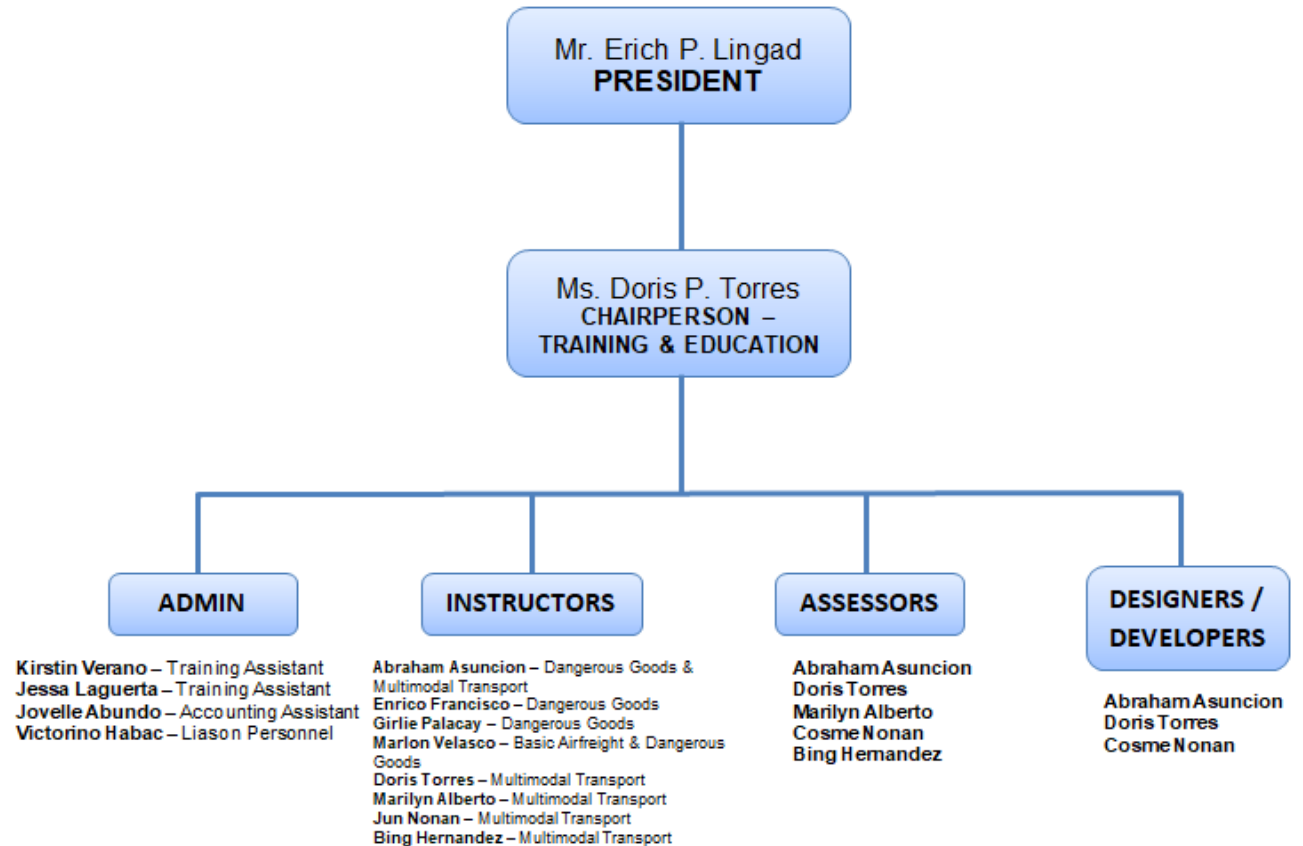 Mr. Erich P. Lingad
PRESIDENT
Ms. Doris P. Torres
CHAIRPERSON –
TRAINING & EDUCATION
ADMIN
Kirstin Verano – Training Assistant
Jessa Laguerta – Training Assistant
Jovelle Abundo – Accounting Assistant
Victorino Habac – Liason Personnel
INSTRUCTORS
Abraham Asuncion – Dangerous Goods &
Multimodal Transport
Enrico Francisco – Dangerous Goods
Girlie Palacay – Dangerous Goods
Marlon Velasco – Basic Airfreight & Dangerous
Goods
Doris Torres – Multimodal Transport
Marilyn Alberto – Multimodal Transport
Jun Nonan – Multimodal Transport
Bing Hernandez – Multimodal Transport
ASSESSORS
Abraham Asuncion
Doris Torres
Marilyn Alberto
Cosme Nonan
Bing Hernandez
DESIGNERS /
DEVELOPERS
Abraham Asuncion
Doris Torres
Cosme Nonan